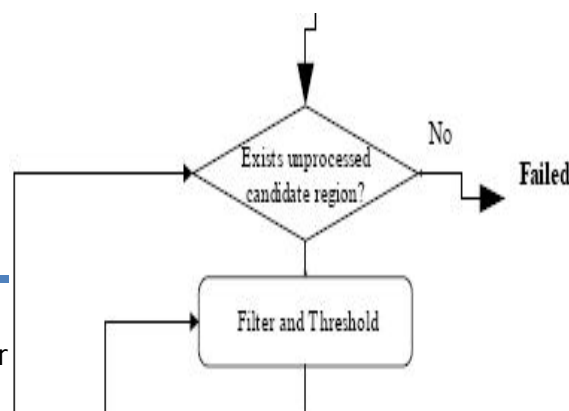 No
Exists unprocessed
candidate region?
Failed
Filter and Threshold
r